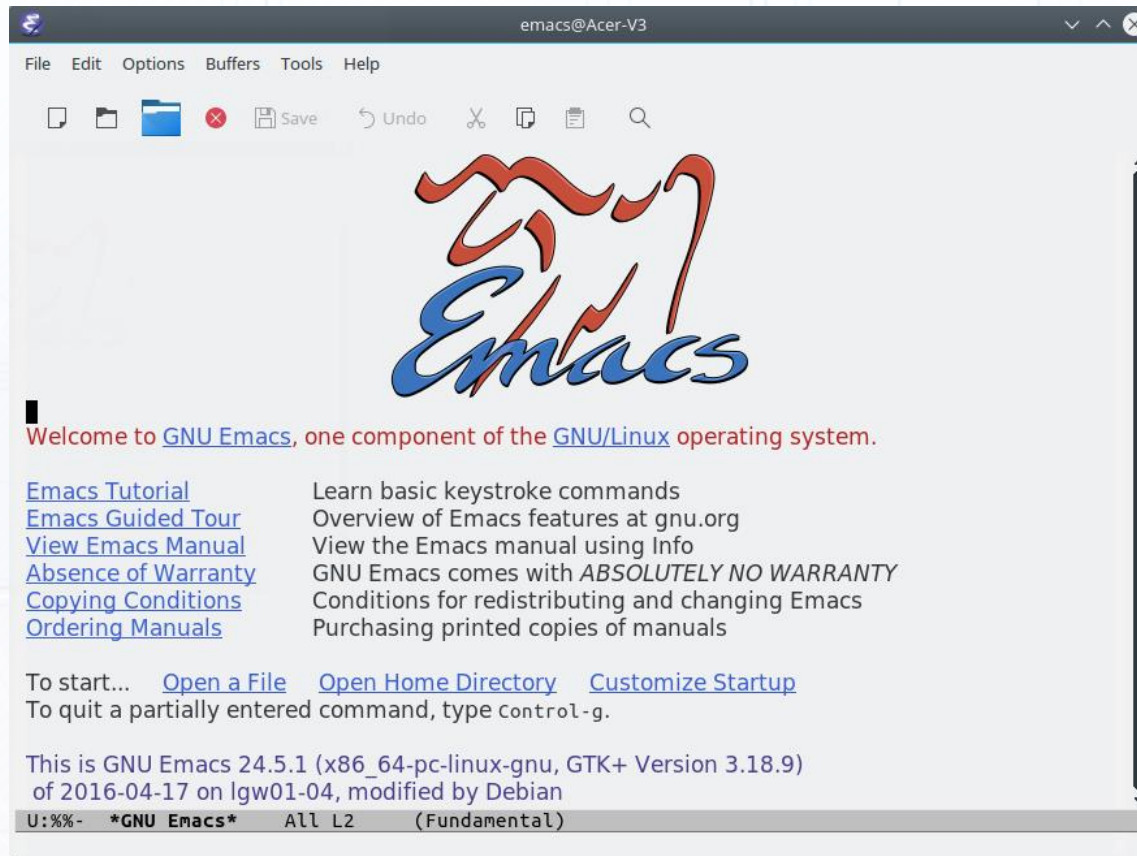 emacs@Acer-V3
File Edit Options Buffers Tools Help
Save Undo
Emacs
Welcome to GNU Emacs, one component of the GNU/Linux operating system.
Emacs Tutorial Learn basic keystroke commands
Emacs Guided Tour Overview of Emacs features at gnu.org
View Emacs Manual View the Emacs manual using Info
Absence of Warranty GNU Emacs comes with ABSOLUTELY NO WARRANTY
Copying Conditions Conditions for redistributing and changing Emacs
Ordering Manuals Purchasing printed copies of manuals
To start... Open a File Open Home Directory Customize Startup
To quit a partially entered command, type Control-g.
This is GNU Emacs 24.5.1 (x86_64-pc-linux-gnu, GTK+ Version 3.18.9)
of 2016-04-17 on lgw01-04, modified by Debian
U:%%- *GNU Emacs* All L2 (Fundamental)